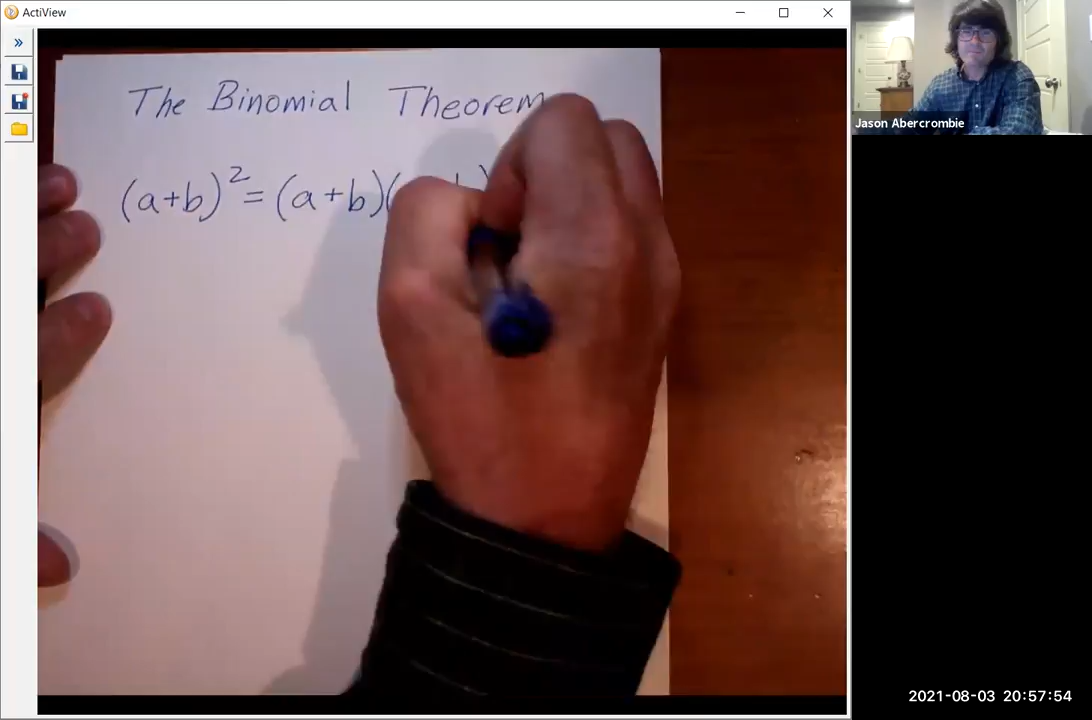 ActiView
The Binomial Theorem
(a+b)²=(a+b)(
Jason Abercrombie
2021-08-03 20:57:54